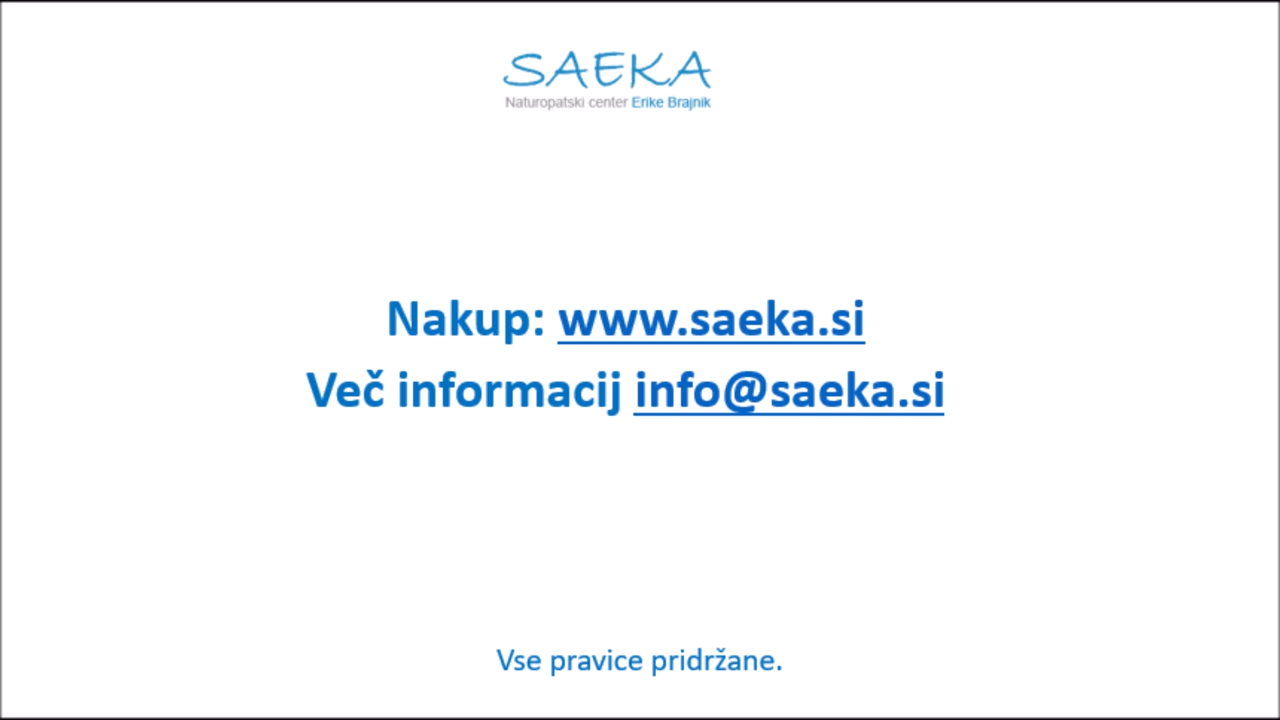 SAEKA
Naturopatski center Erike Brajnik
Nakup: www.saeka.si
Več informacij info@saeka.si
Vse pravice pridržane.